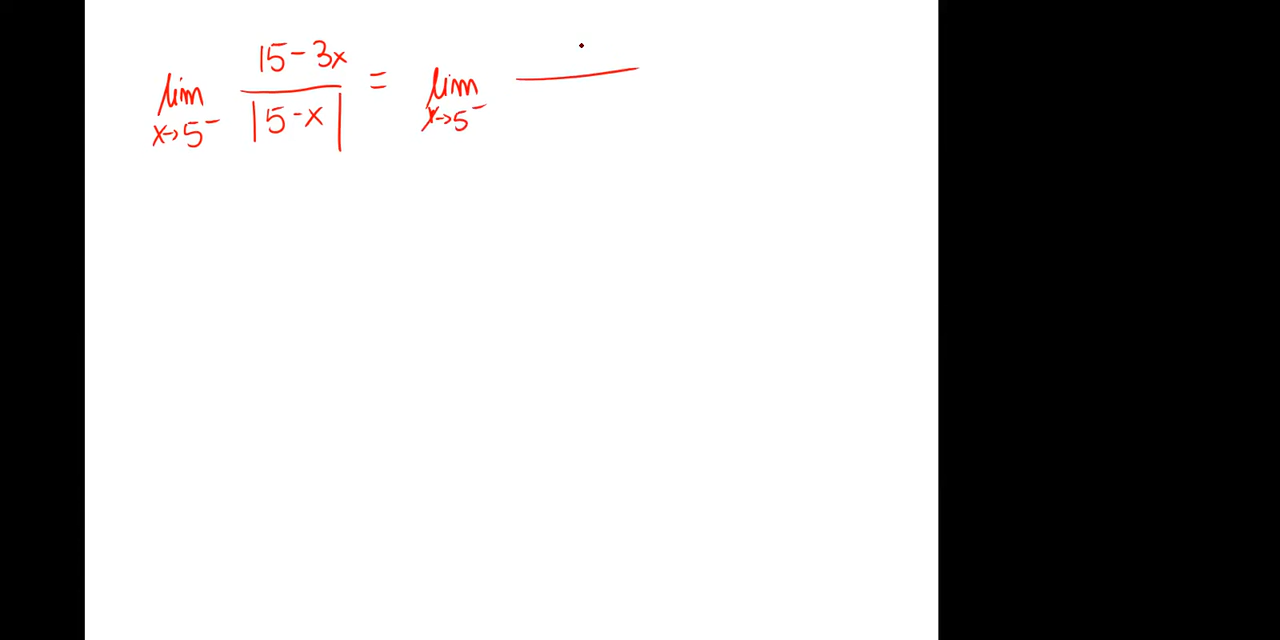 lim x→5⁻ (15-3x)/|5-x| = lim x→5⁻